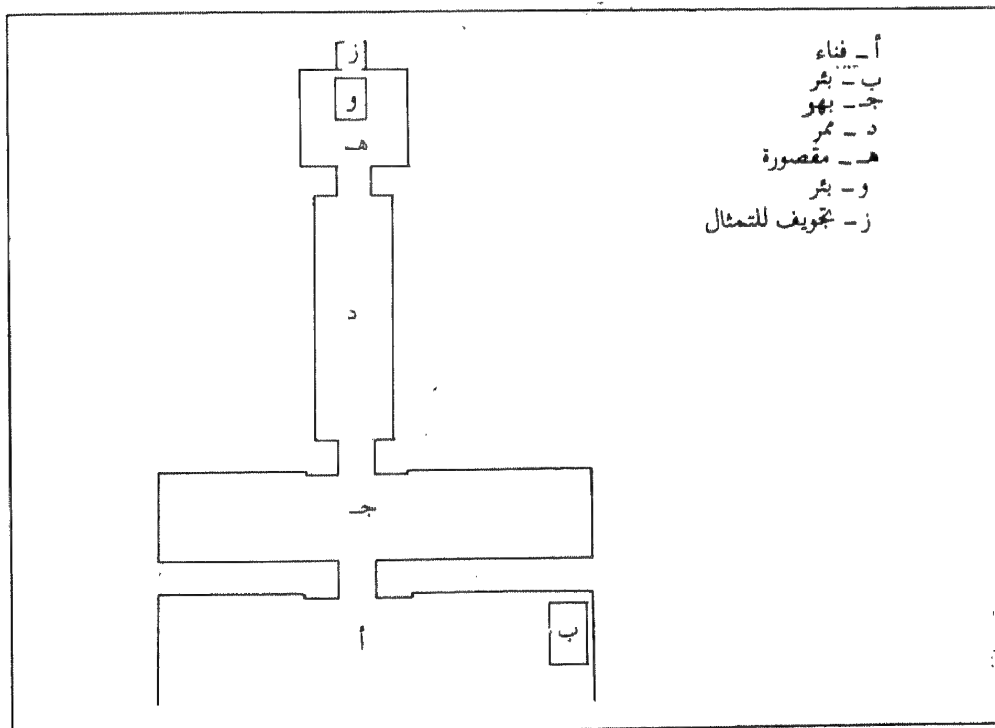 أ ـ فناء
ب ـ بئر
جـ ـ بهو
د ـ ممر
هـ ـ مقصورة
و ـ بئر
ز ـ تجويف للتمثال
ز
و
هـ
د
جـ
أ
ب